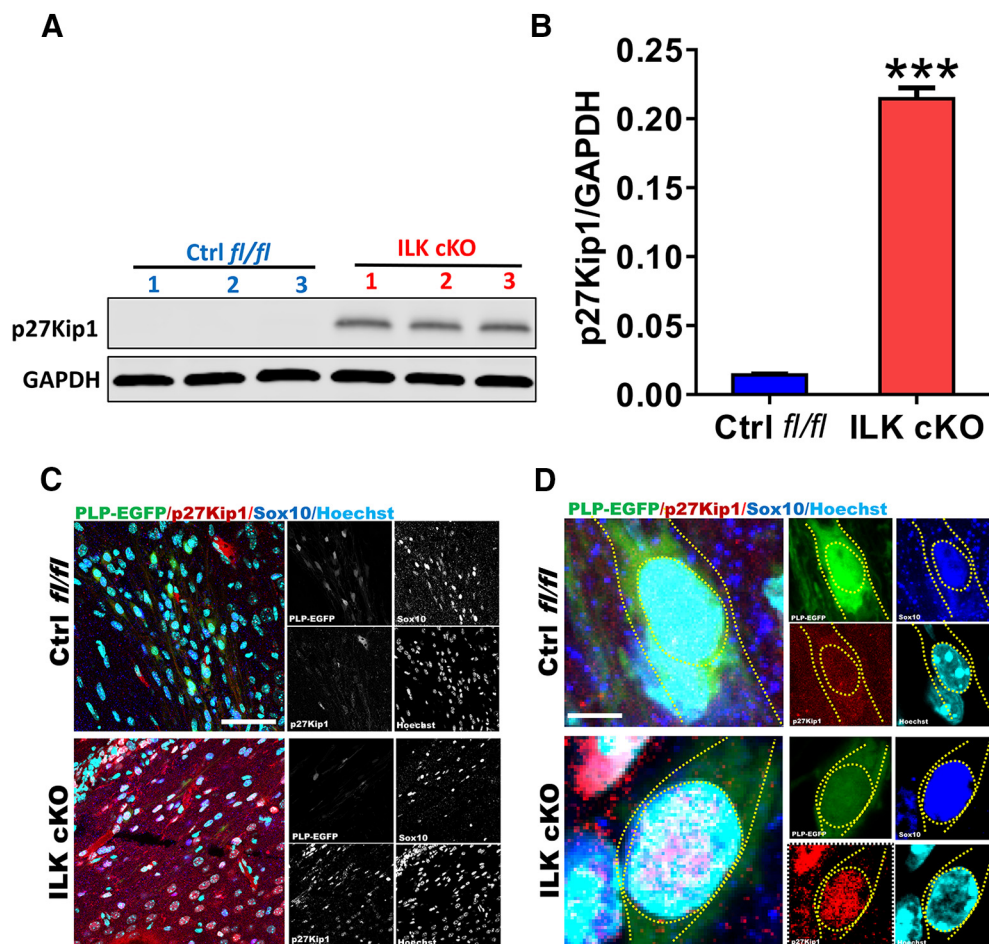 A
Ctrl fl/fl
ILK cKO
1 2 3 1 2 3
p27Kip1
GAPDH
B
p27Kip1/GAPDH
0.25
0.20
0.15
0.10
0.05
0.00
***
Ctrl fl/fl ILK cKO
C
PLP-EGFP/p27Kip1/Sox10/Hoechst
Ctrl fl/fl
PLP-EGFP
Sox10
p27Kip1
Hoechst
ILK cKO
PLP-EGFP
Sox10
p27Kip1
Hoechst
D
PLP-EGFP/p27Kip1/Sox10/Hoechst
Ctrl fl/fl
PLP-EGFP
Sox10
p27Kip1
Hoechst
ILK cKO
PLP-EGFP
Sox10
p27Kip1
Hoechst